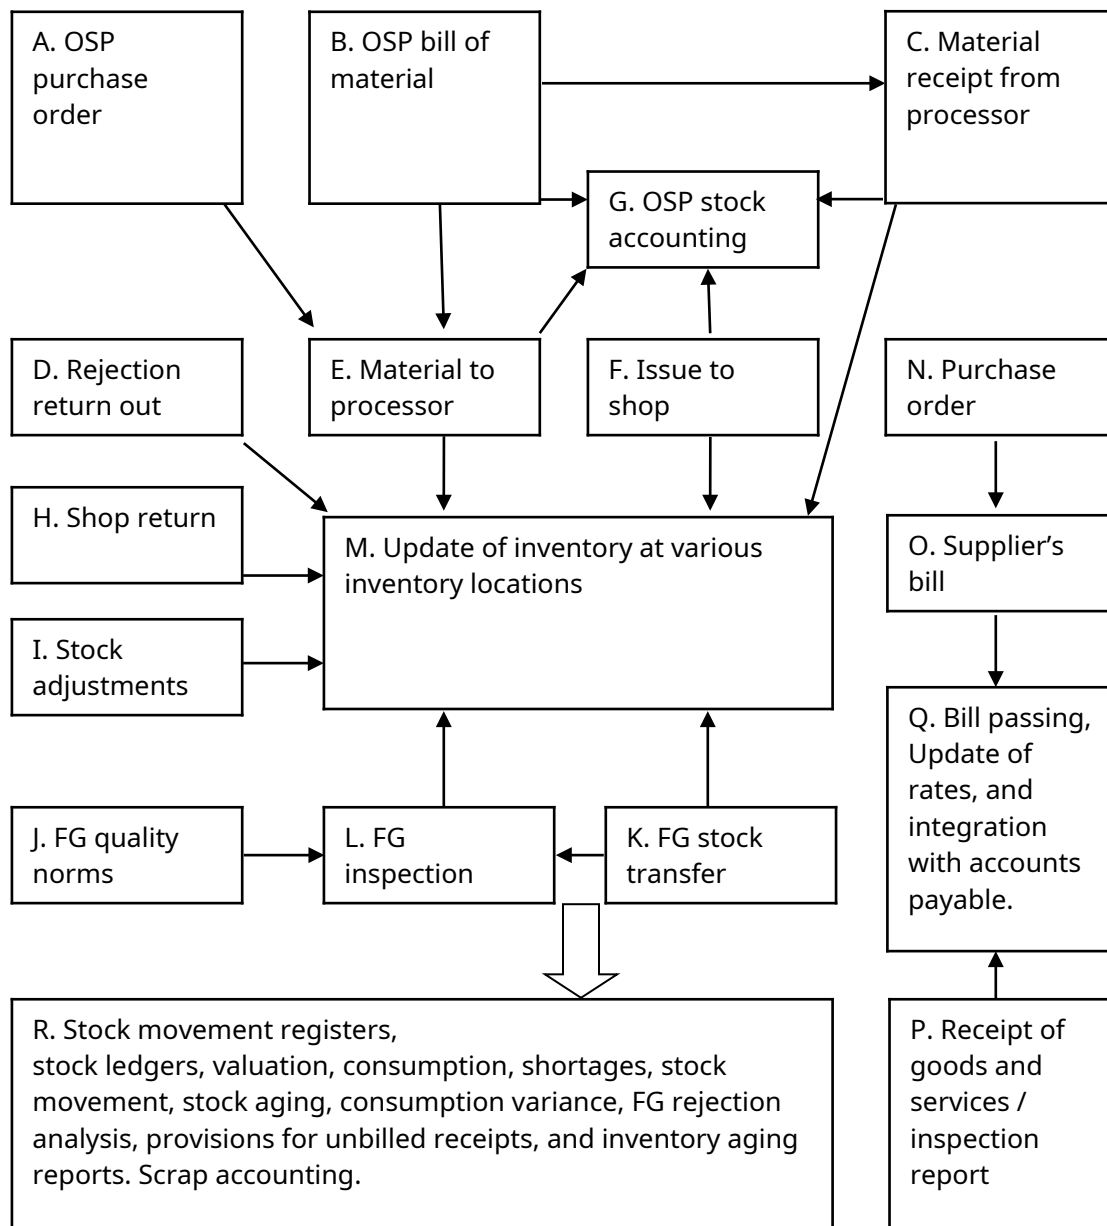 A. OSP
purchase
order
B. OSP bill of
material
C. Material
receipt from
processor
G. OSP stock
accounting
D. Rejection
return out
E. Material to
processor
F. Issue to
shop
N. Purchase
order
H. Shop return
M. Update of inventory at various
inventory locations
O. Supplier’s
bill
I. Stock
adjustments
Q. Bill passing,
Update of
rates, and
integration
with accounts
payable.
J. FG quality
norms
L. FG
inspection
K. FG stock
transfer
R. Stock movement registers,
stock ledgers, valuation, consumption, shortages, stock
movement, stock aging, consumption variance, FG rejection
analysis, provisions for unbilled receipts, and inventory aging
reports. Scrap accounting.
P. Receipt of
goods and
services /
inspection
report